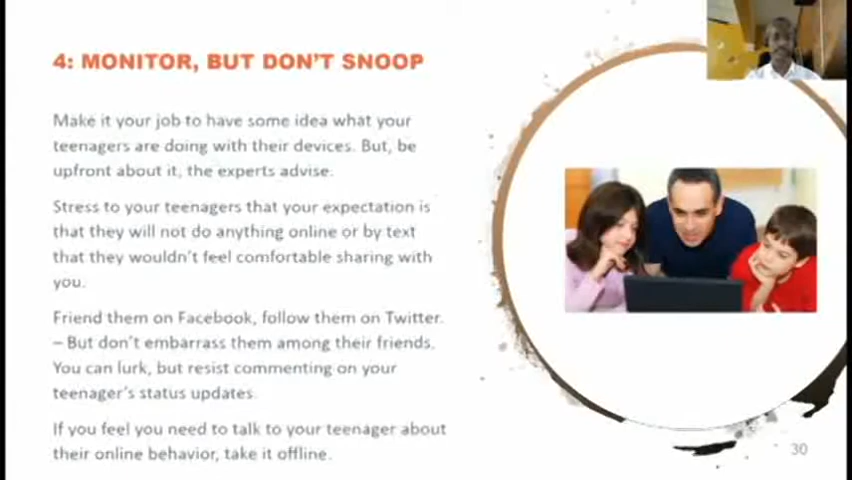 4: MONITOR, BUT DON'T SNOOP
Make it your job to have some idea what your
teenagers are doing with their devices. But, be
upfront about it, the experts advise.
Stress to your teenagers that your expectation is
that they will not do anything online or by text
that they wouldn't feel comfortable sharing with
you.
Friend them on Facebook, follow them on Twitter.
– But don't embarrass them among their friends.
You can lurk, but resist commenting on your
teenager's status updates.
If you feel you need to talk to your teenager about
their online behavior, take it offline.
30